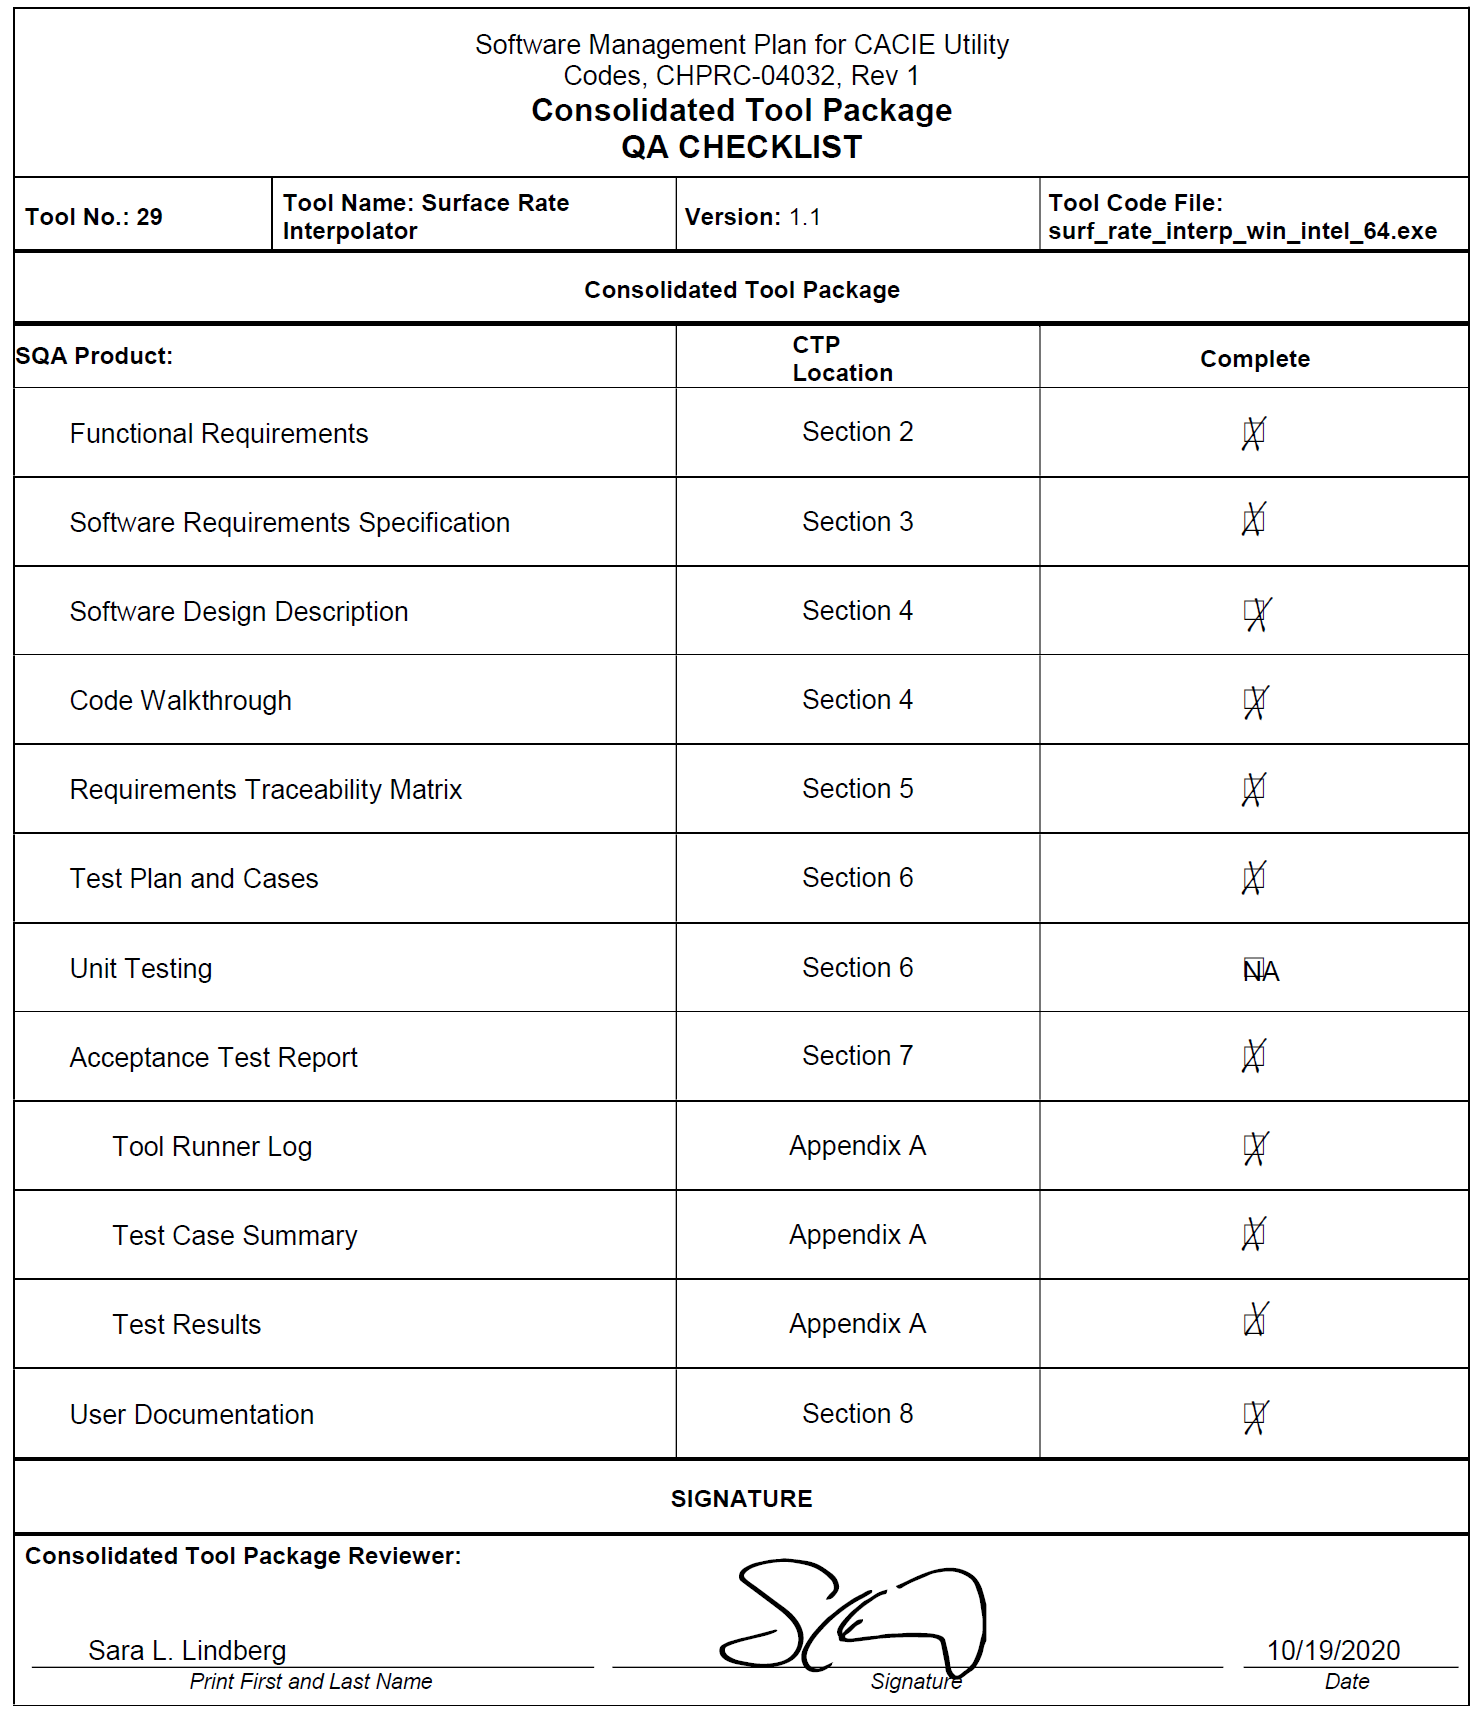 Software Management Plan for CACIE Utility
Codes, CHPRC-04032, Rev 1
Consolidated Tool Package
QA CHECKLIST
Tool No.: 29
Tool Name: Surface Rate
Interpolator
Version: 1.1
Tool Code File:
surf_rate_interp_win_intel_64.exe
Consolidated Tool Package
SQA Product:
CTP
Location
Complete
Functional Requirements Section 2 X
Software Requirements Specification Section 3 X
Software Design Description Section 4 X
Code Walkthrough Section 4 X
Requirements Traceability Matrix Section 5 X
Test Plan and Cases Section 6 X
Unit Testing Section 6 NA
Acceptance Test Report Section 7 X
Tool Runner Log Appendix A X
Test Case Summary Appendix A X
Test Results Appendix A X
User Documentation Section 8 X
SIGNATURE
Consolidated Tool Package Reviewer:
Sara L. Lindberg 10/19/2020
Print First and Last Name Signature Date